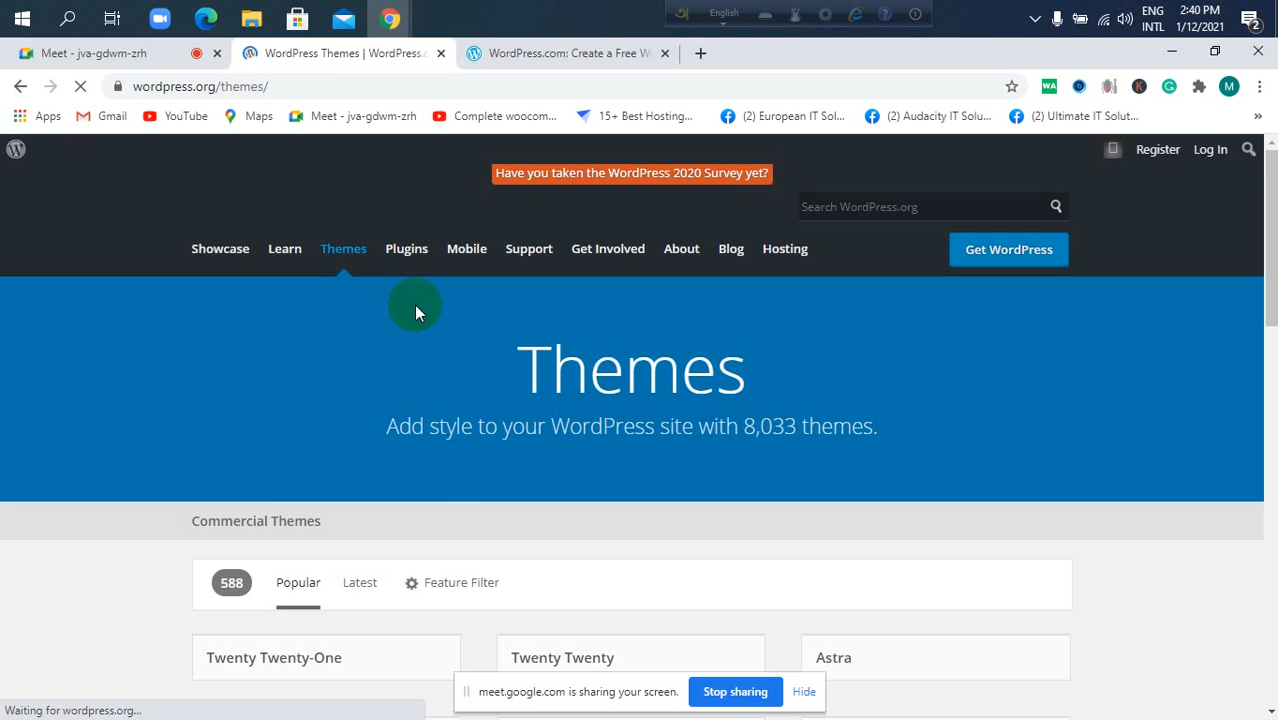 English
ENG
INTL
2:40 PM
1/12/2021
2
Meet - jva-gdwm-zrh
WordPress Themes | WordPress.c
WordPress.com: Create a Free We
wordpress.org/themes/
WA
K
G
M
Apps
Gmail
YouTube
Maps
Meet - jva-gdwm-zrh
Complete woocom...
15+ Best Hosting...
(2) European IT Sol...
(2) Audacity IT Solu...
(2) Ultimate IT Solut...
»
Register
Log In
Have you taken the WordPress 2020 Survey yet?
Search WordPress.org
Showcase
Learn
Themes
Plugins
Mobile
Support
Get Involved
About
Blog
Hosting
Get WordPress
Themes
Add style to your WordPress site with 8,033 themes.
Commercial Themes
588
Popular
Latest
Feature Filter
Twenty Twenty-One
Twenty Twenty
Astra
meet.google.com is sharing your screen.
Stop sharing
Hide
Waiting for wordpress.org...